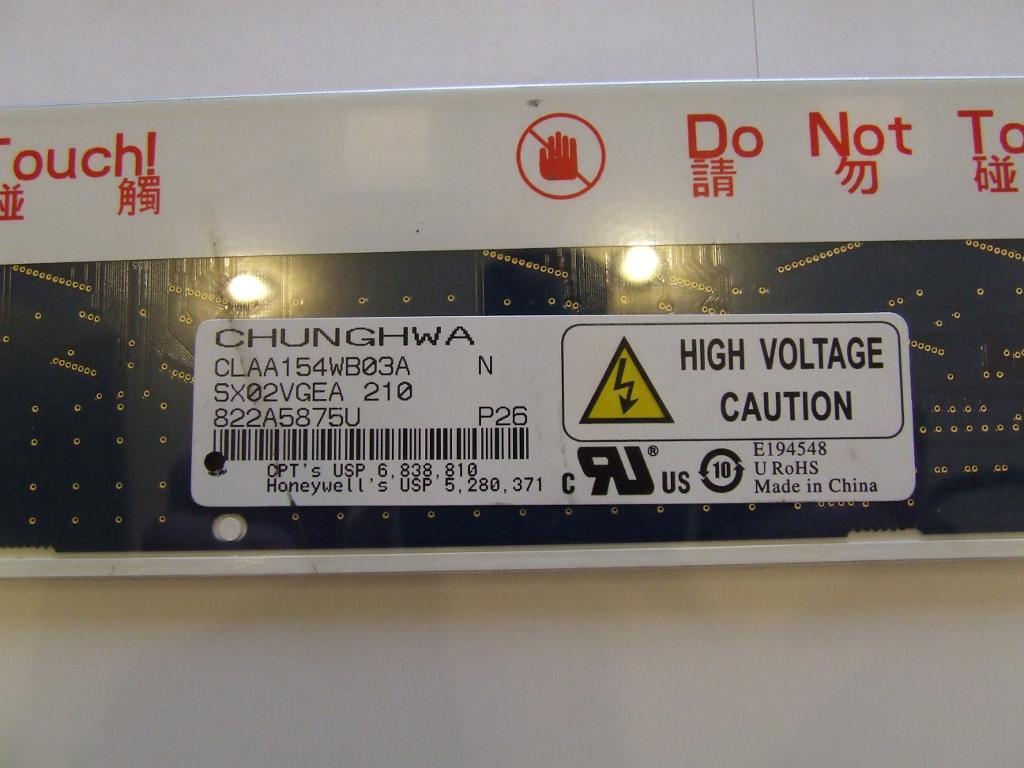 Touch!
碰 觸
Do Not To
請 勿 碰
CHUNGHWA
CLAA154WB03A N
SX02VGEA 210
822A5875U P26
CPT's USP 6,838,810
Honeywell's USP 5,280,371
HIGH VOLTAGE
CAUTION
c RU ® US 10
E194548
U RoHS
Made in China